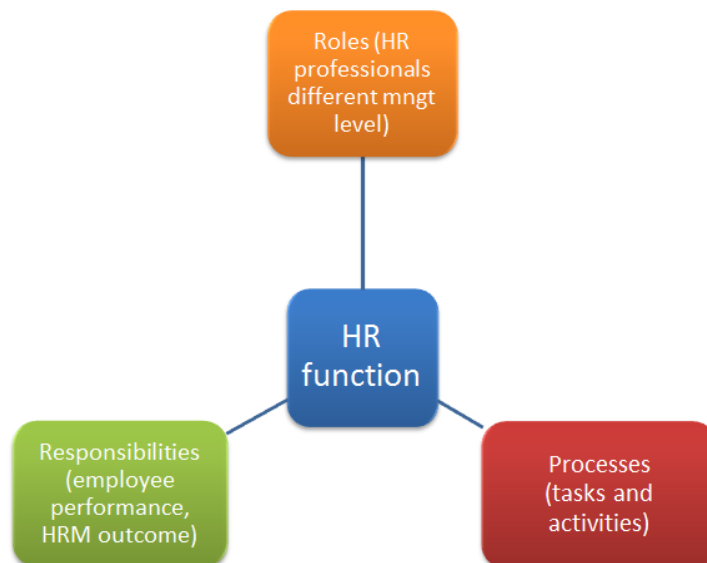 Roles (HR
professionals
different mngt
level)
HR
function
Responsibilities
(employee
performance,
HRM outcome)
Processes
(tasks and
activities)